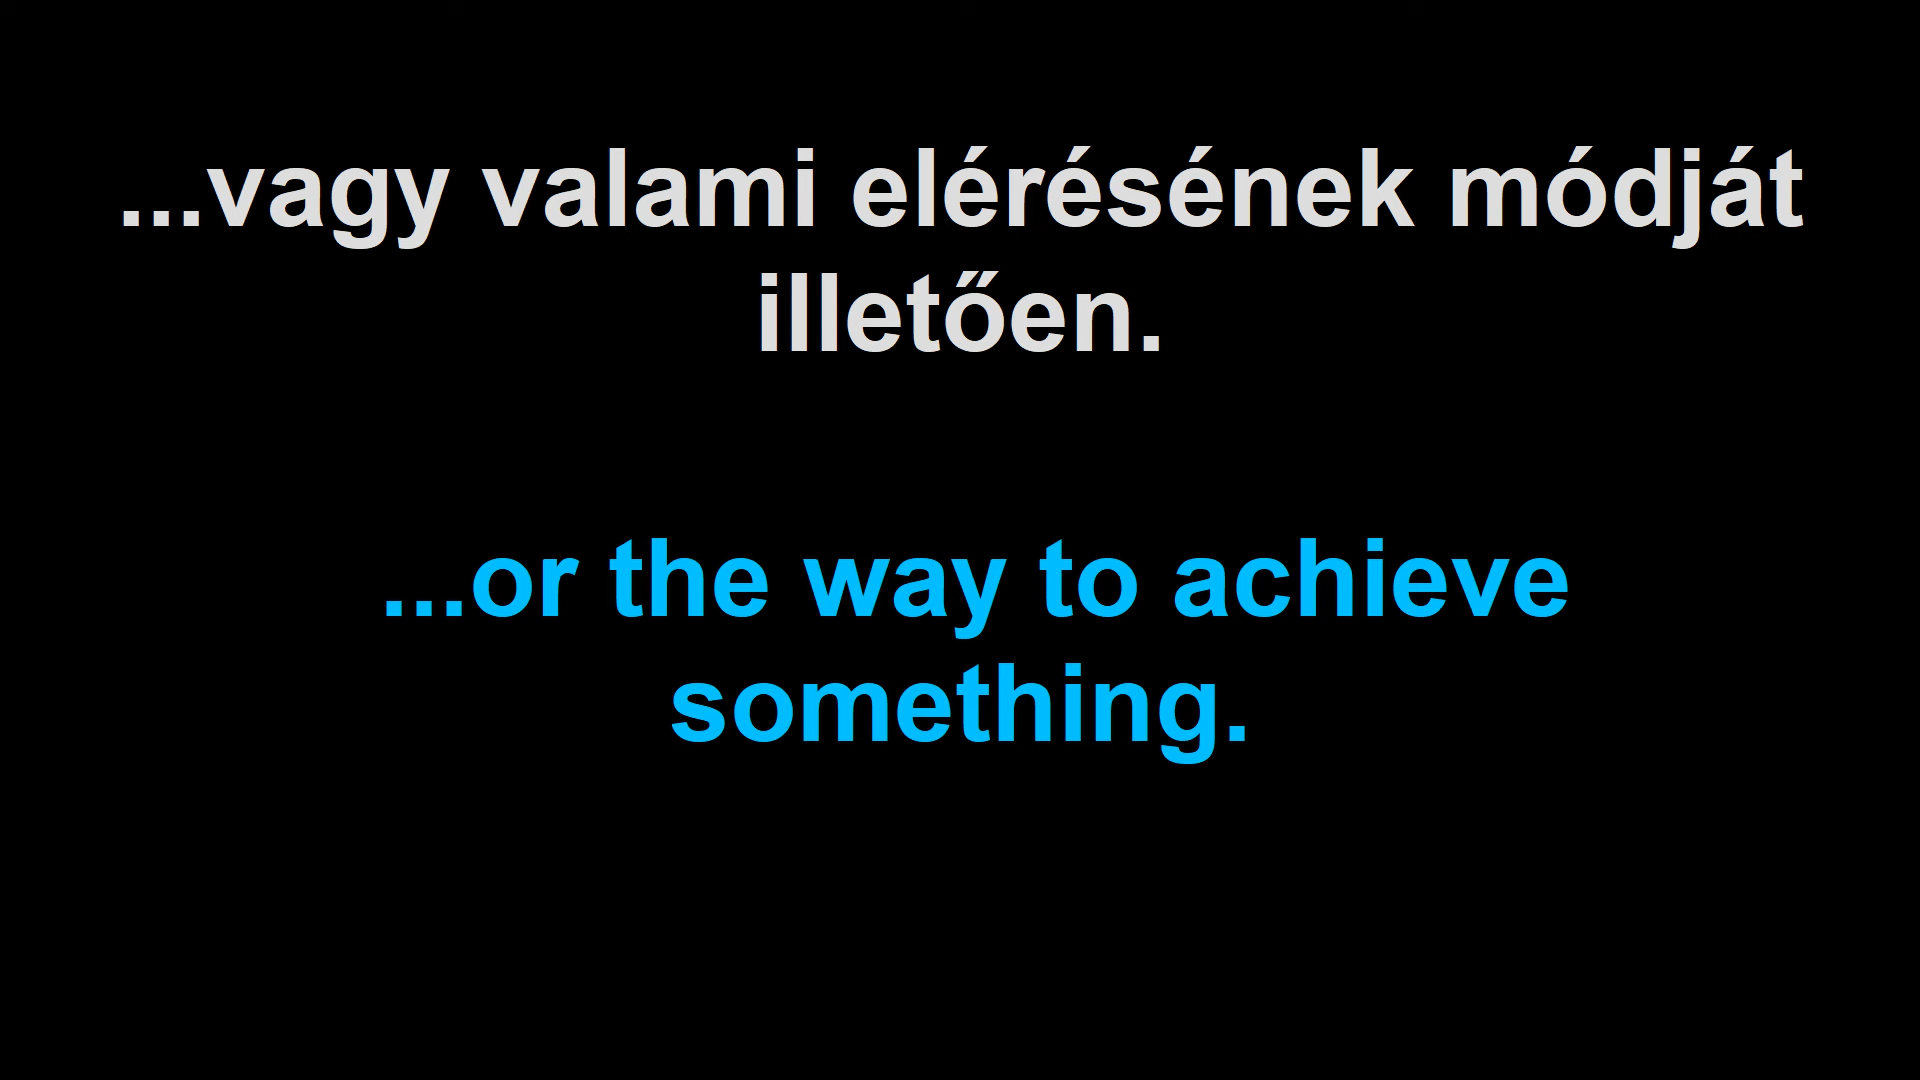 ...vagy valami elérésének módját
illetően.
...or the way to achieve
something.